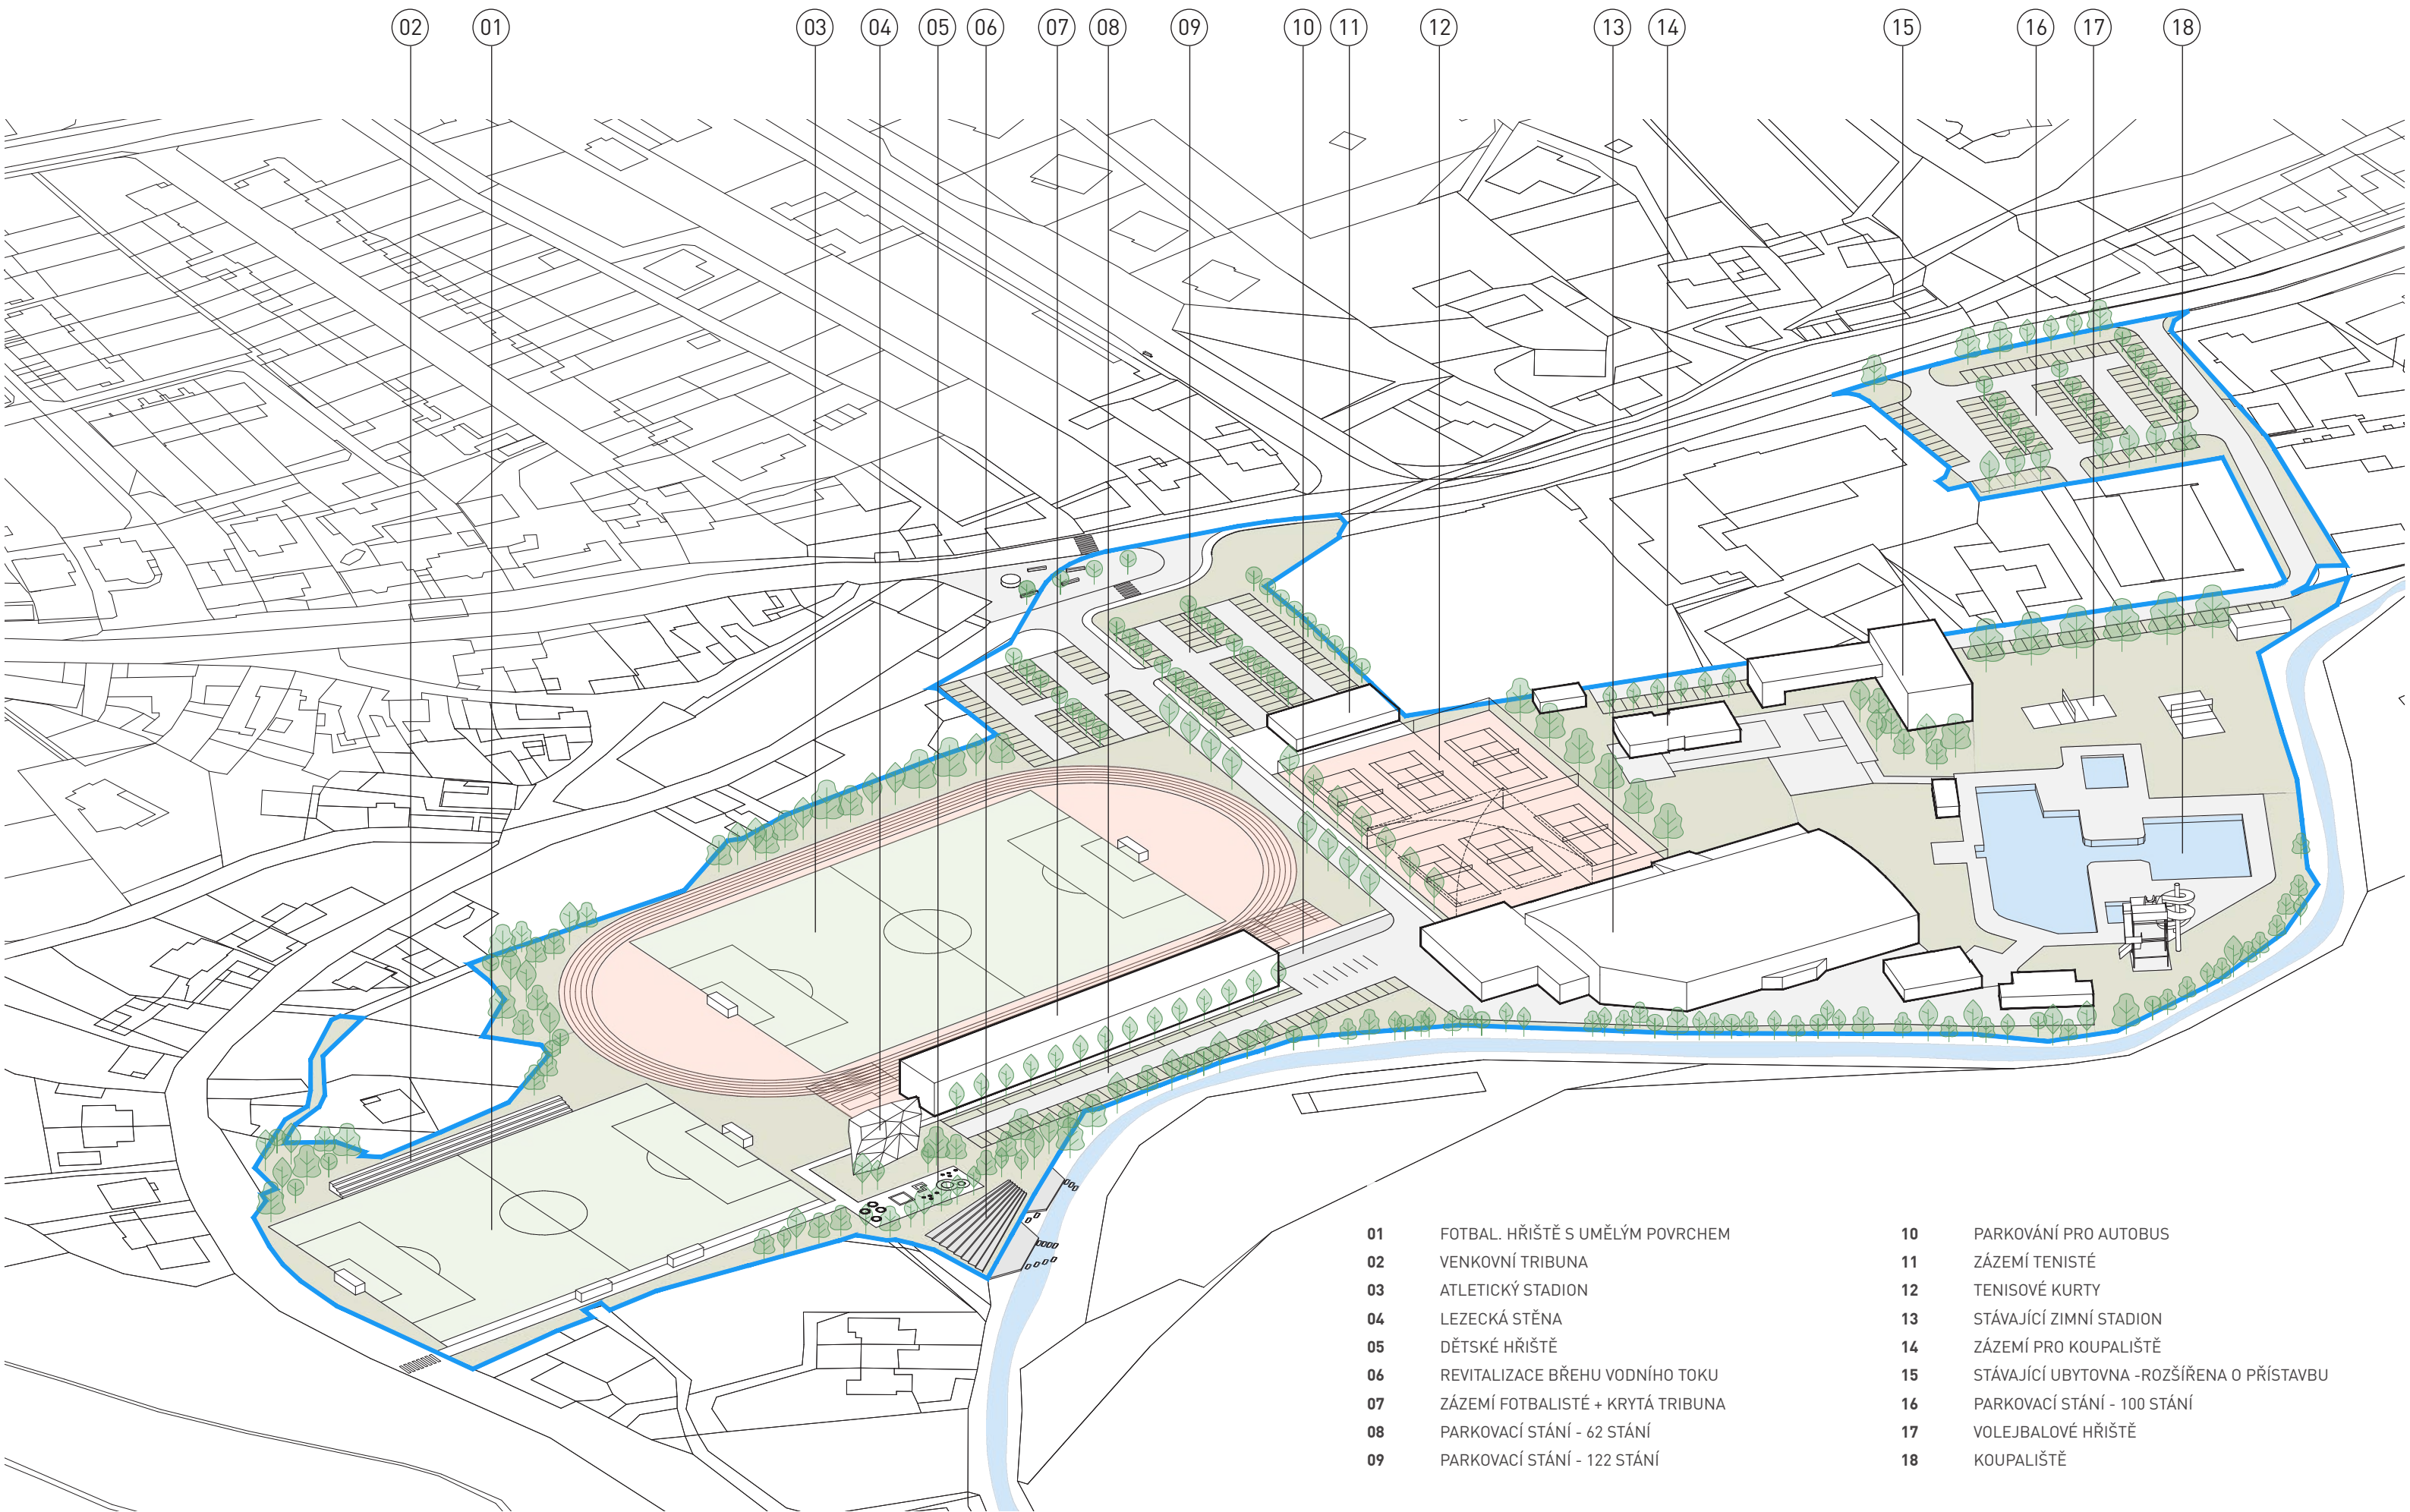 02 01 03 04 05 06 07 08 09 10 11 12 13 14 15 16 17 18
01 FOTBAL. HŘIŠTĚ S UMĚLÝM POVRCHEM
02 VENKOVNÍ TRIBUNA
03 ATLETICKÝ STADION
04 LEZECKÁ STĚNA
05 DĚTSKÉ HŘIŠTĚ
06 REVITALIZACE BŘEHU VODNÍHO TOKU
07 ZÁZEMÍ FOTBALISTÉ + KRYTÁ TRIBUNA
08 PARKOVACÍ STÁNÍ - 62 STÁNÍ
09 PARKOVACÍ STÁNÍ - 122 STÁNÍ
10 PARKOVÁNÍ PRO AUTOBUS
11 ZÁZEMÍ TENISTÉ
12 TENISOVÉ KURTY
13 STÁVAJÍCÍ ZIMNÍ STADION
14 ZÁZEMÍ PRO KOUPALIŠTĚ
15 STÁVAJÍCÍ UBYTOVNA -ROZŠÍŘENA O PŘÍSTAVBU
16 PARKOVACÍ STÁNÍ - 100 STÁNÍ
17 VOLEJBALOVÉ HŘIŠTĚ
18 KOUPALIŠTĚ